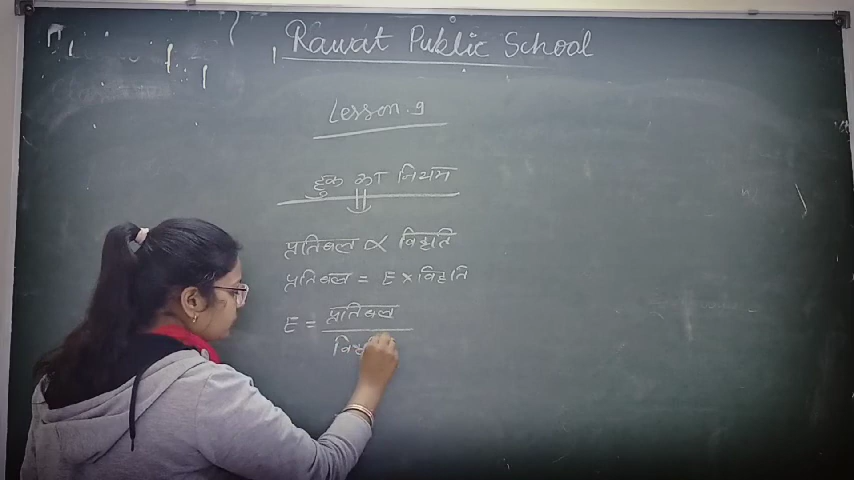 Rawat Public School
Lesson.9
हुक का नियम
प्रतिबल ∝ विकृति
प्रतिबल = E × विकृति
E = प्रतिबल